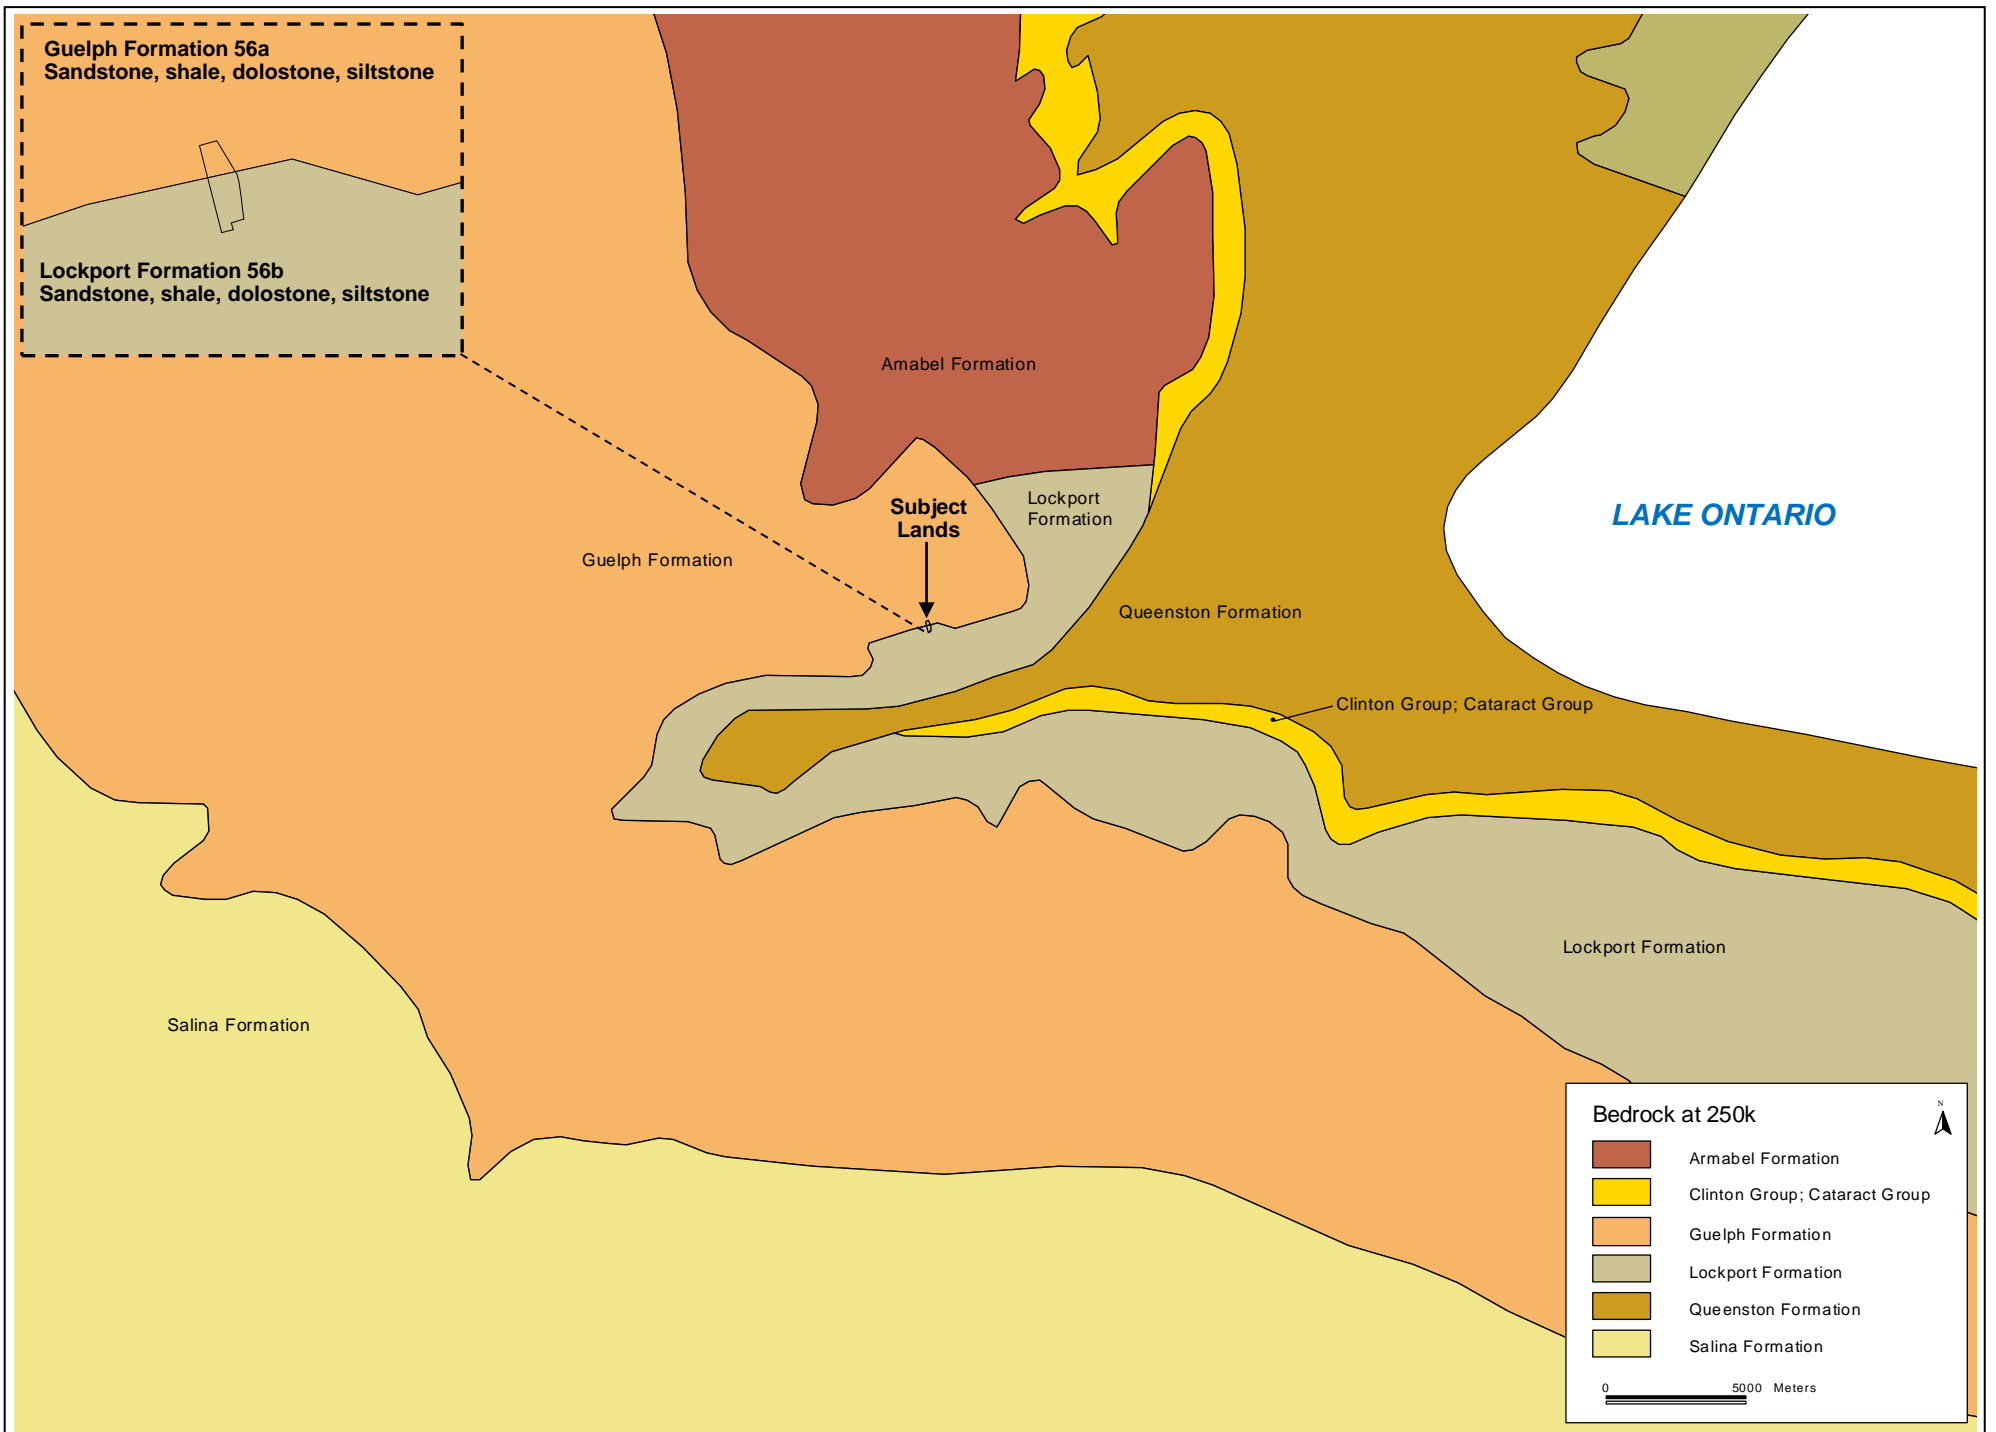 Guelph Formation 56a
Sandstone, shale, dolostone, siltstone
Lockport Formation 56b
Sandstone, shale, dolostone, siltstone
Amabel Formation
Lockport
Formation
Subject
Lands
LAKE ONTARIO
Guelph Formation
Queenston Formation
Clinton Group; Cataract Group
Lockport Formation
Salina Formation
Bedrock at 250k
N
Armabel Formation
Clinton Group; Cataract Group
Guelph Formation
Lockport Formation
Queenston Formation
Salina Formation
0 5000 Meters